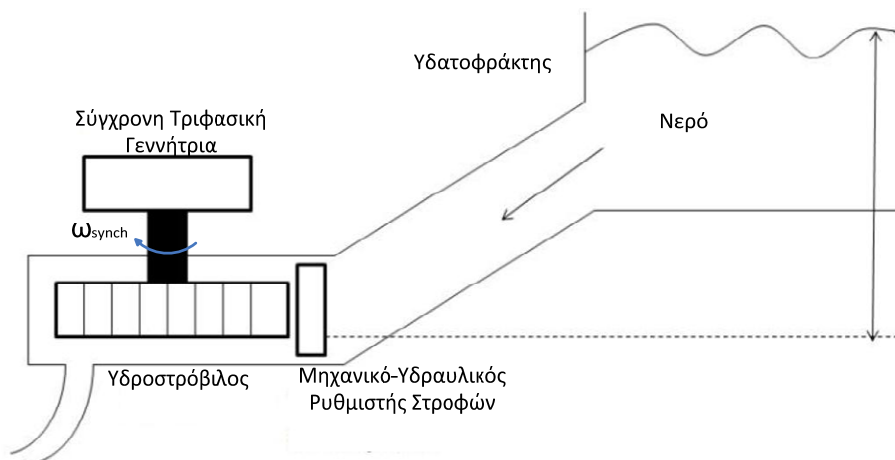 Υδατοφράκτης
Νερό
Σύγχρονη Τριφασική
Γεννήτρια
ωsynch
Υδροστρόβιλος
Μηχανικό-Υδραυλικός
Ρυθμιστής Στροφών